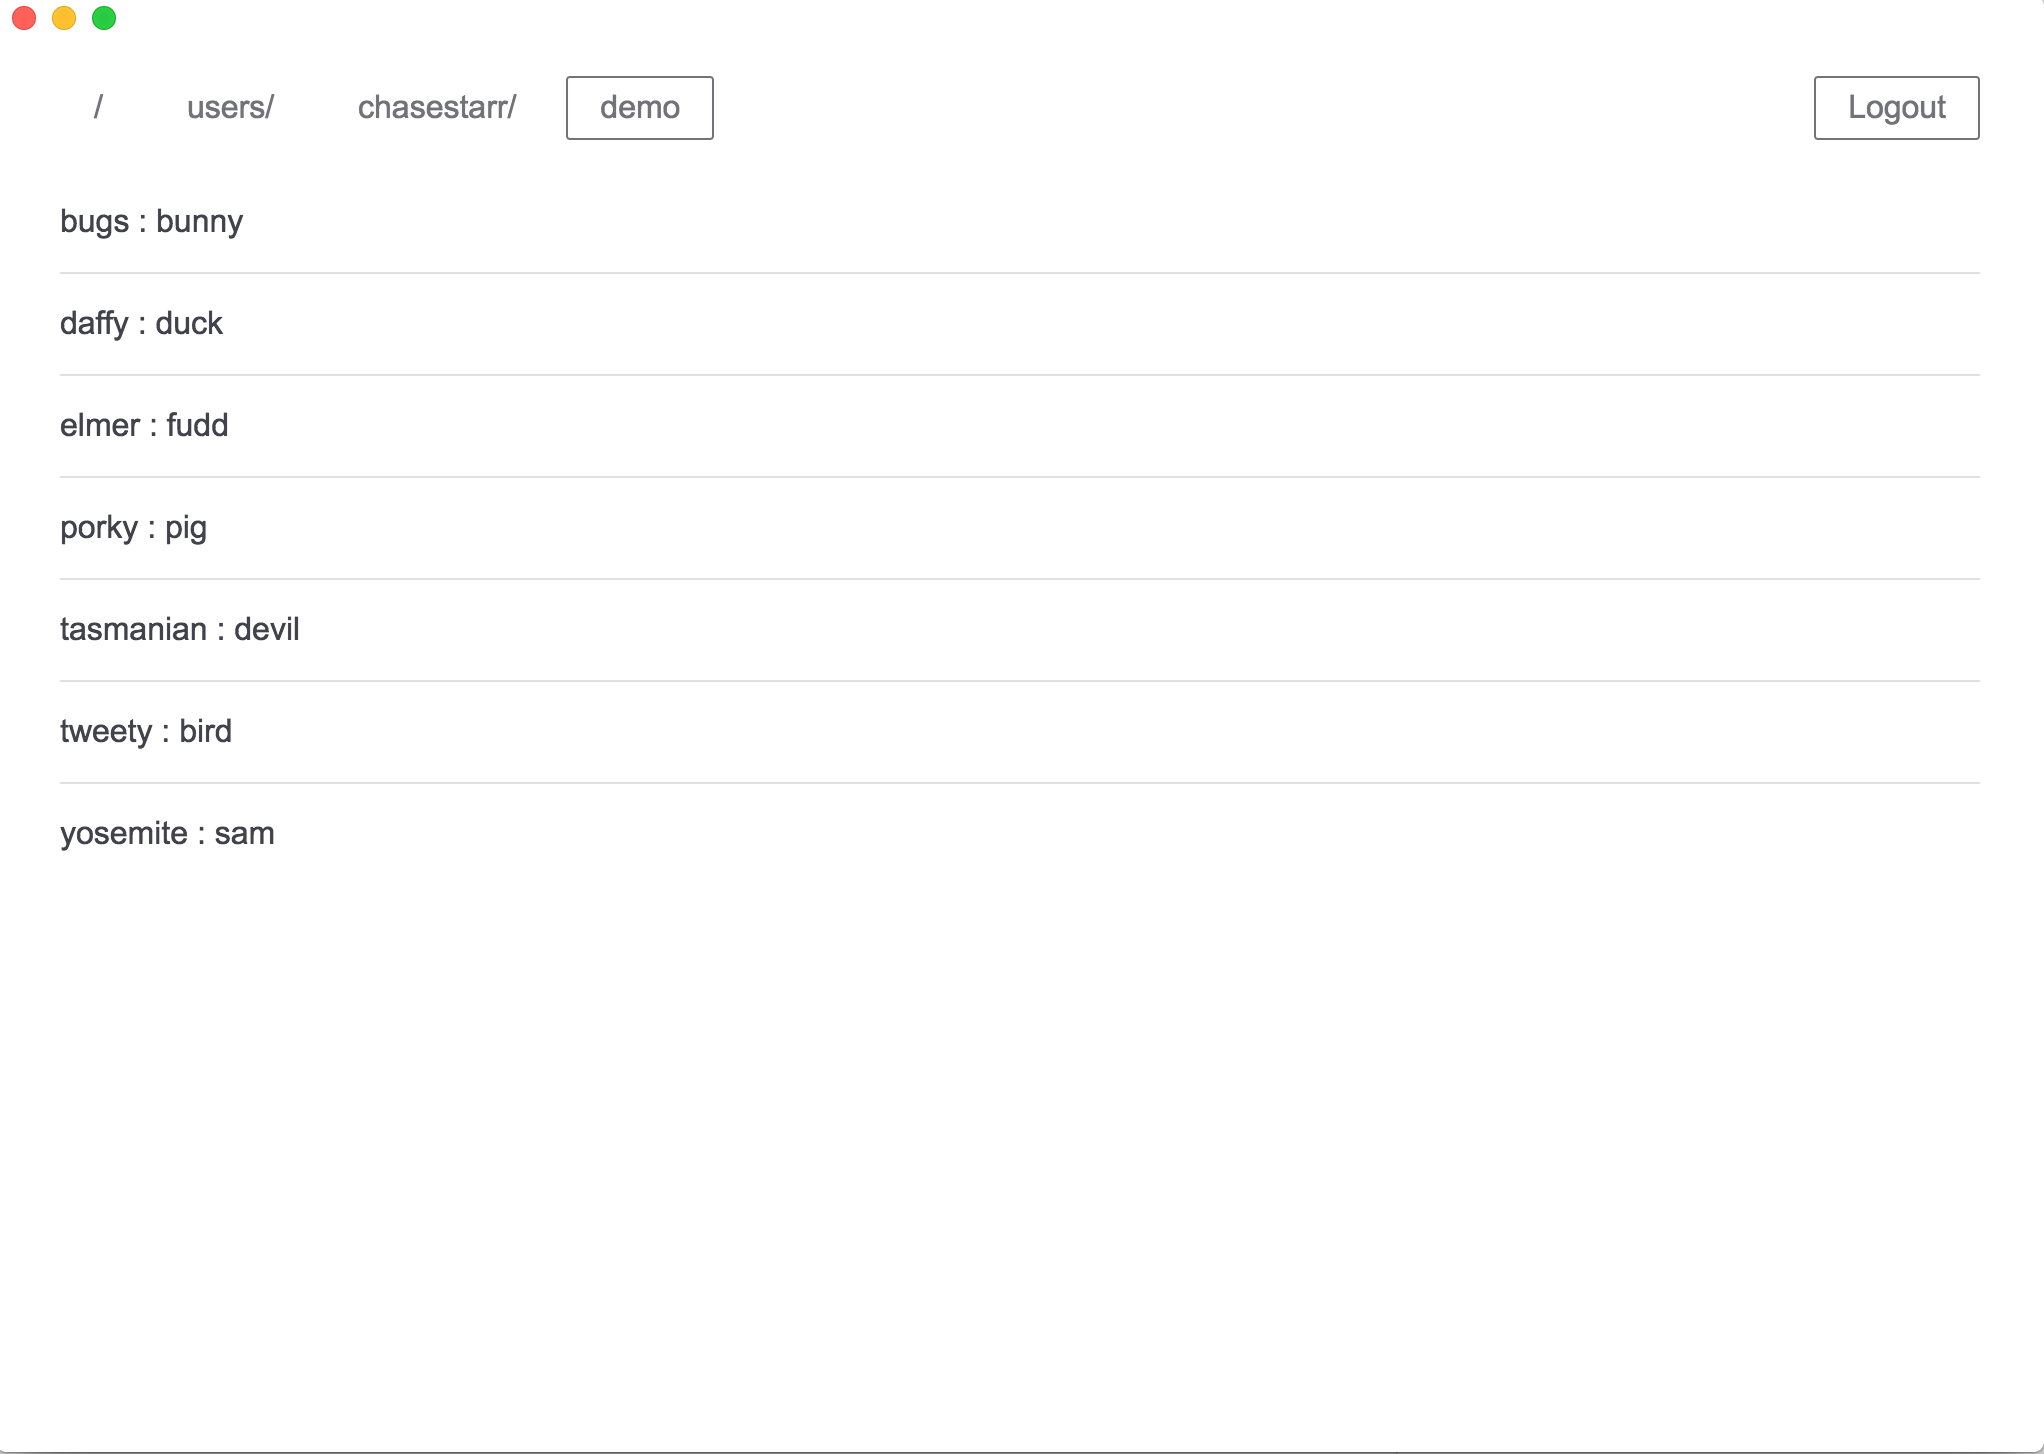 / users/ chasestarr/ demo Logout
bugs : bunny
daffy : duck
elmer : fudd
porky : pig
tasmanian : devil
tweety : bird
yosemite : sam